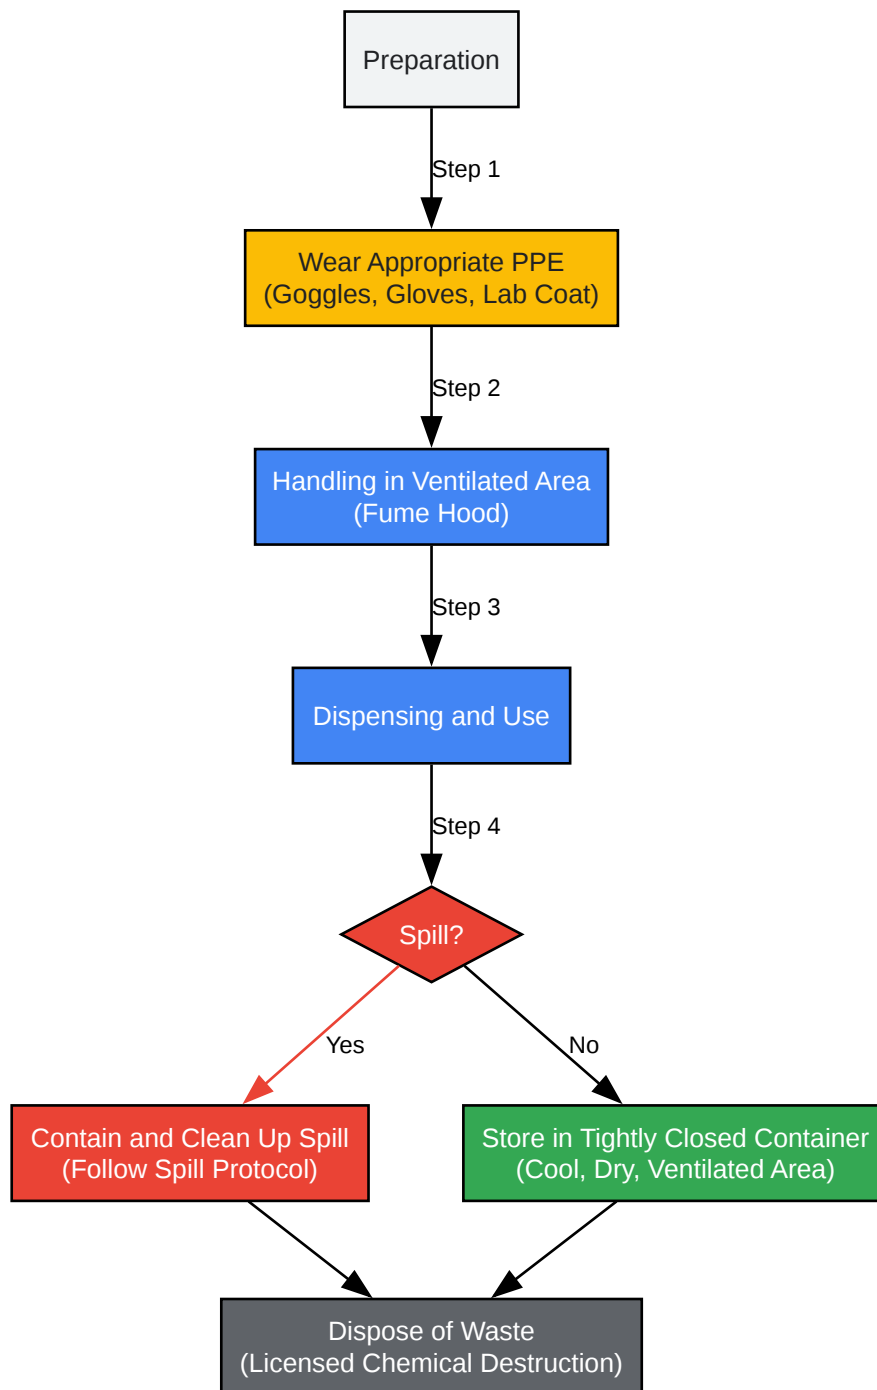 Preparation
Step 1
Wear Appropriate PPE
(Goggles, Gloves, Lab Coat)
Step 2
Handling in Ventilated Area
(Fume Hood)
Step 3
Dispensing and Use
Step 4
Spill?
Yes
No
Contain and Clean Up Spill
(Follow Spill Protocol)
Store in Tightly Closed Container
(Cool, Dry, Ventilated Area)
Dispose of Waste
(Licensed Chemical Destruction)